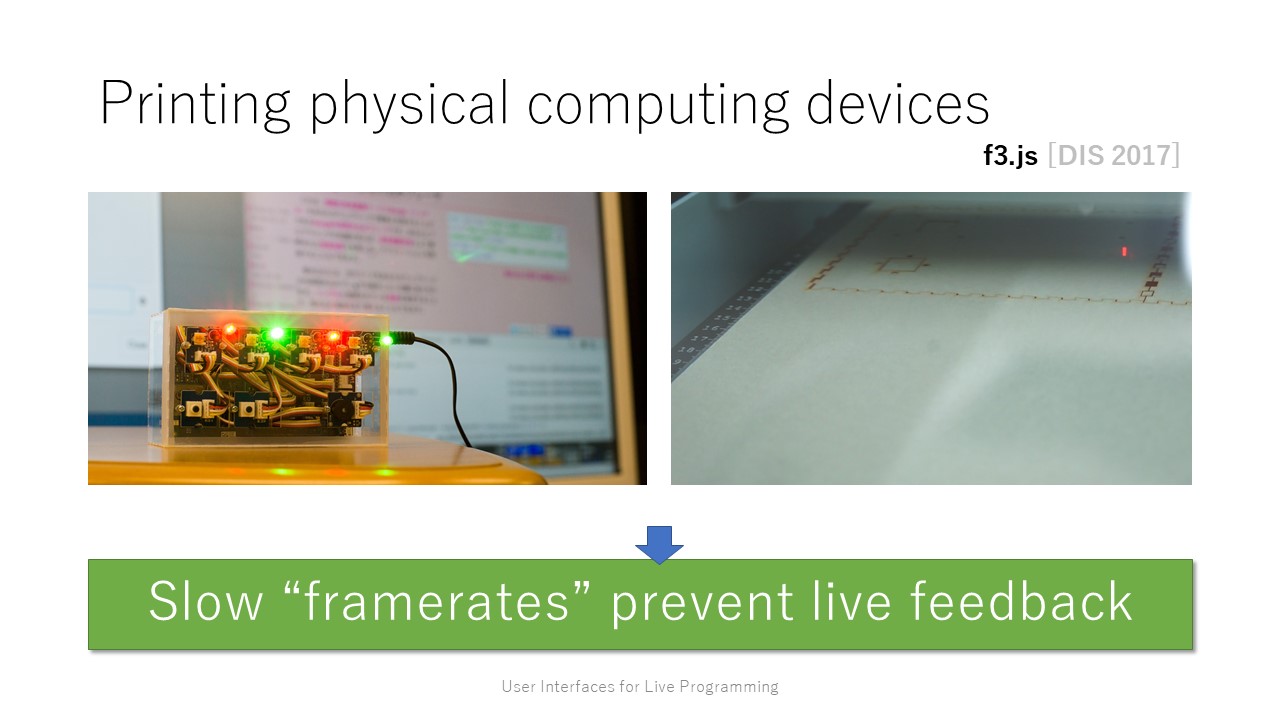 Printing physical computing devices
f3.js [DIS 2017]
Slow “framerates” prevent live feedback
User Interfaces for Live Programming